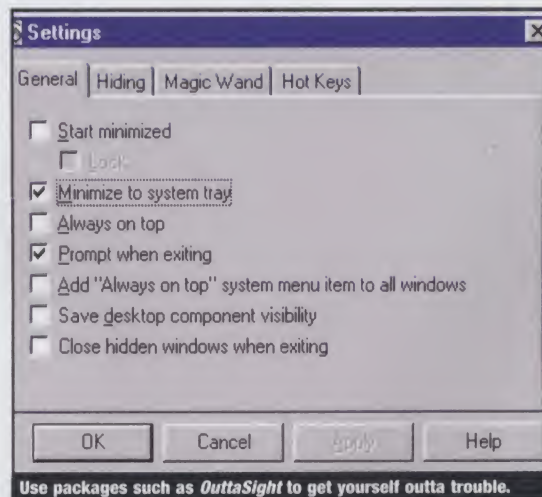 Settings
General
Hiding
Magic Wand
Hot Keys
Start minimized
Lock
Minimize to system tray
Always on top
Prompt when exiting
Add "Always on top" system menu item to all windows
Save desktop component visibility
Close hidden windows when exiting
OK
Cancel
Apply
Help
Use packages such as OuttaSight to get yourself outta trouble.